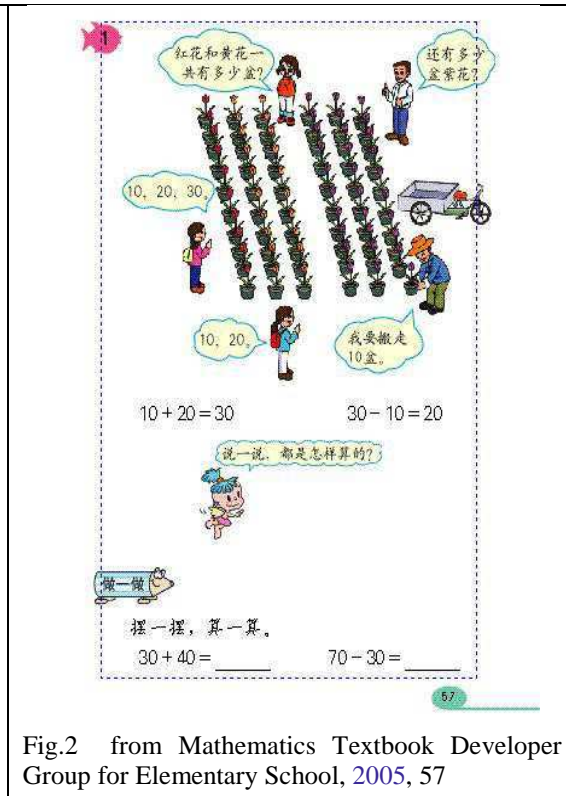 1
红花和黄花一
共有多少盆？
还有多少
盆紫花？
10，20，30。
10，20。
我要搬走
10盆。
10+20=30
30-10=20
说一说，都是怎样算的？
做一做
摆一摆，算一算。
30+40=______
70-30=______
57
Fig.2 from Mathematics Textbook Developer
Group for Elementary School, 2005, 57